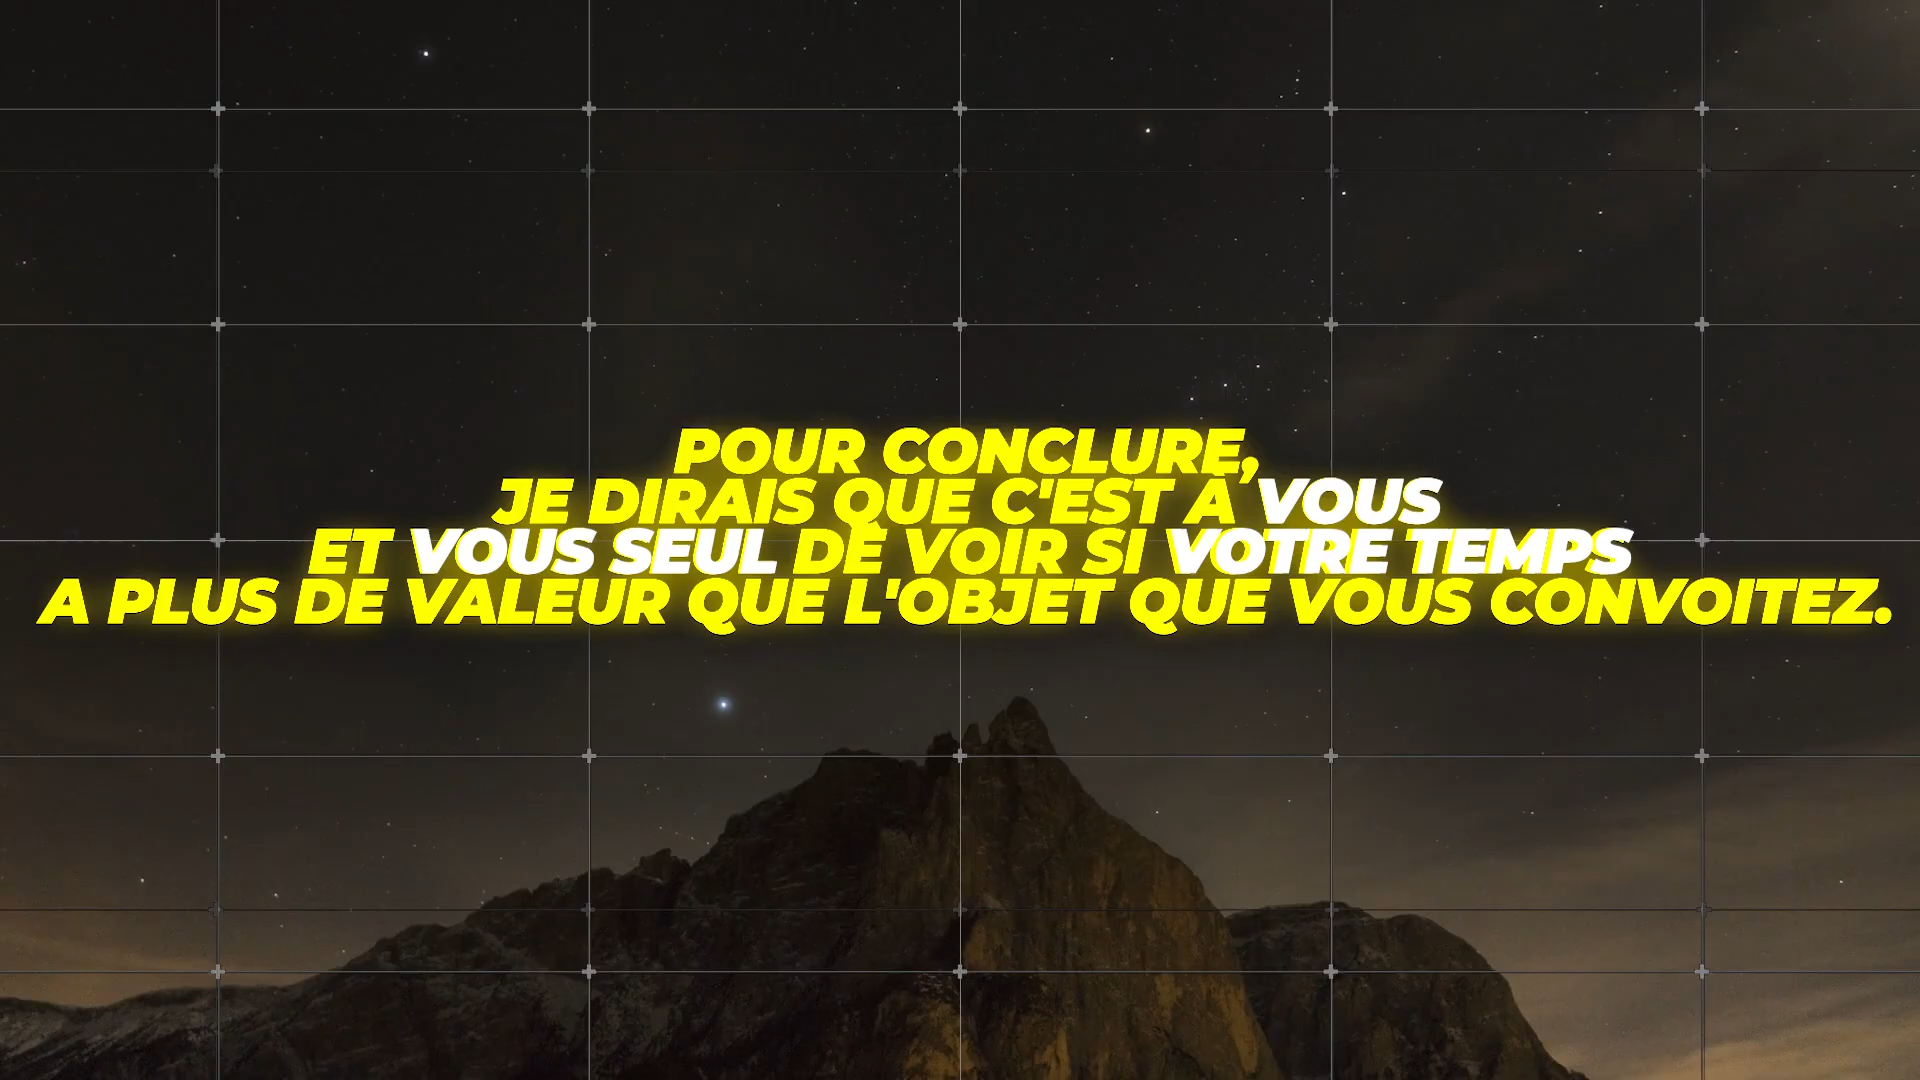 POUR CONCLURE,
JE DIRAIS QUE C'EST À VOUS
ET VOUS SEUL DE VOIR SI VOTRE TEMPS
A PLUS DE VALEUR QUE L'OBJET QUE VOUS CONVOITEZ.